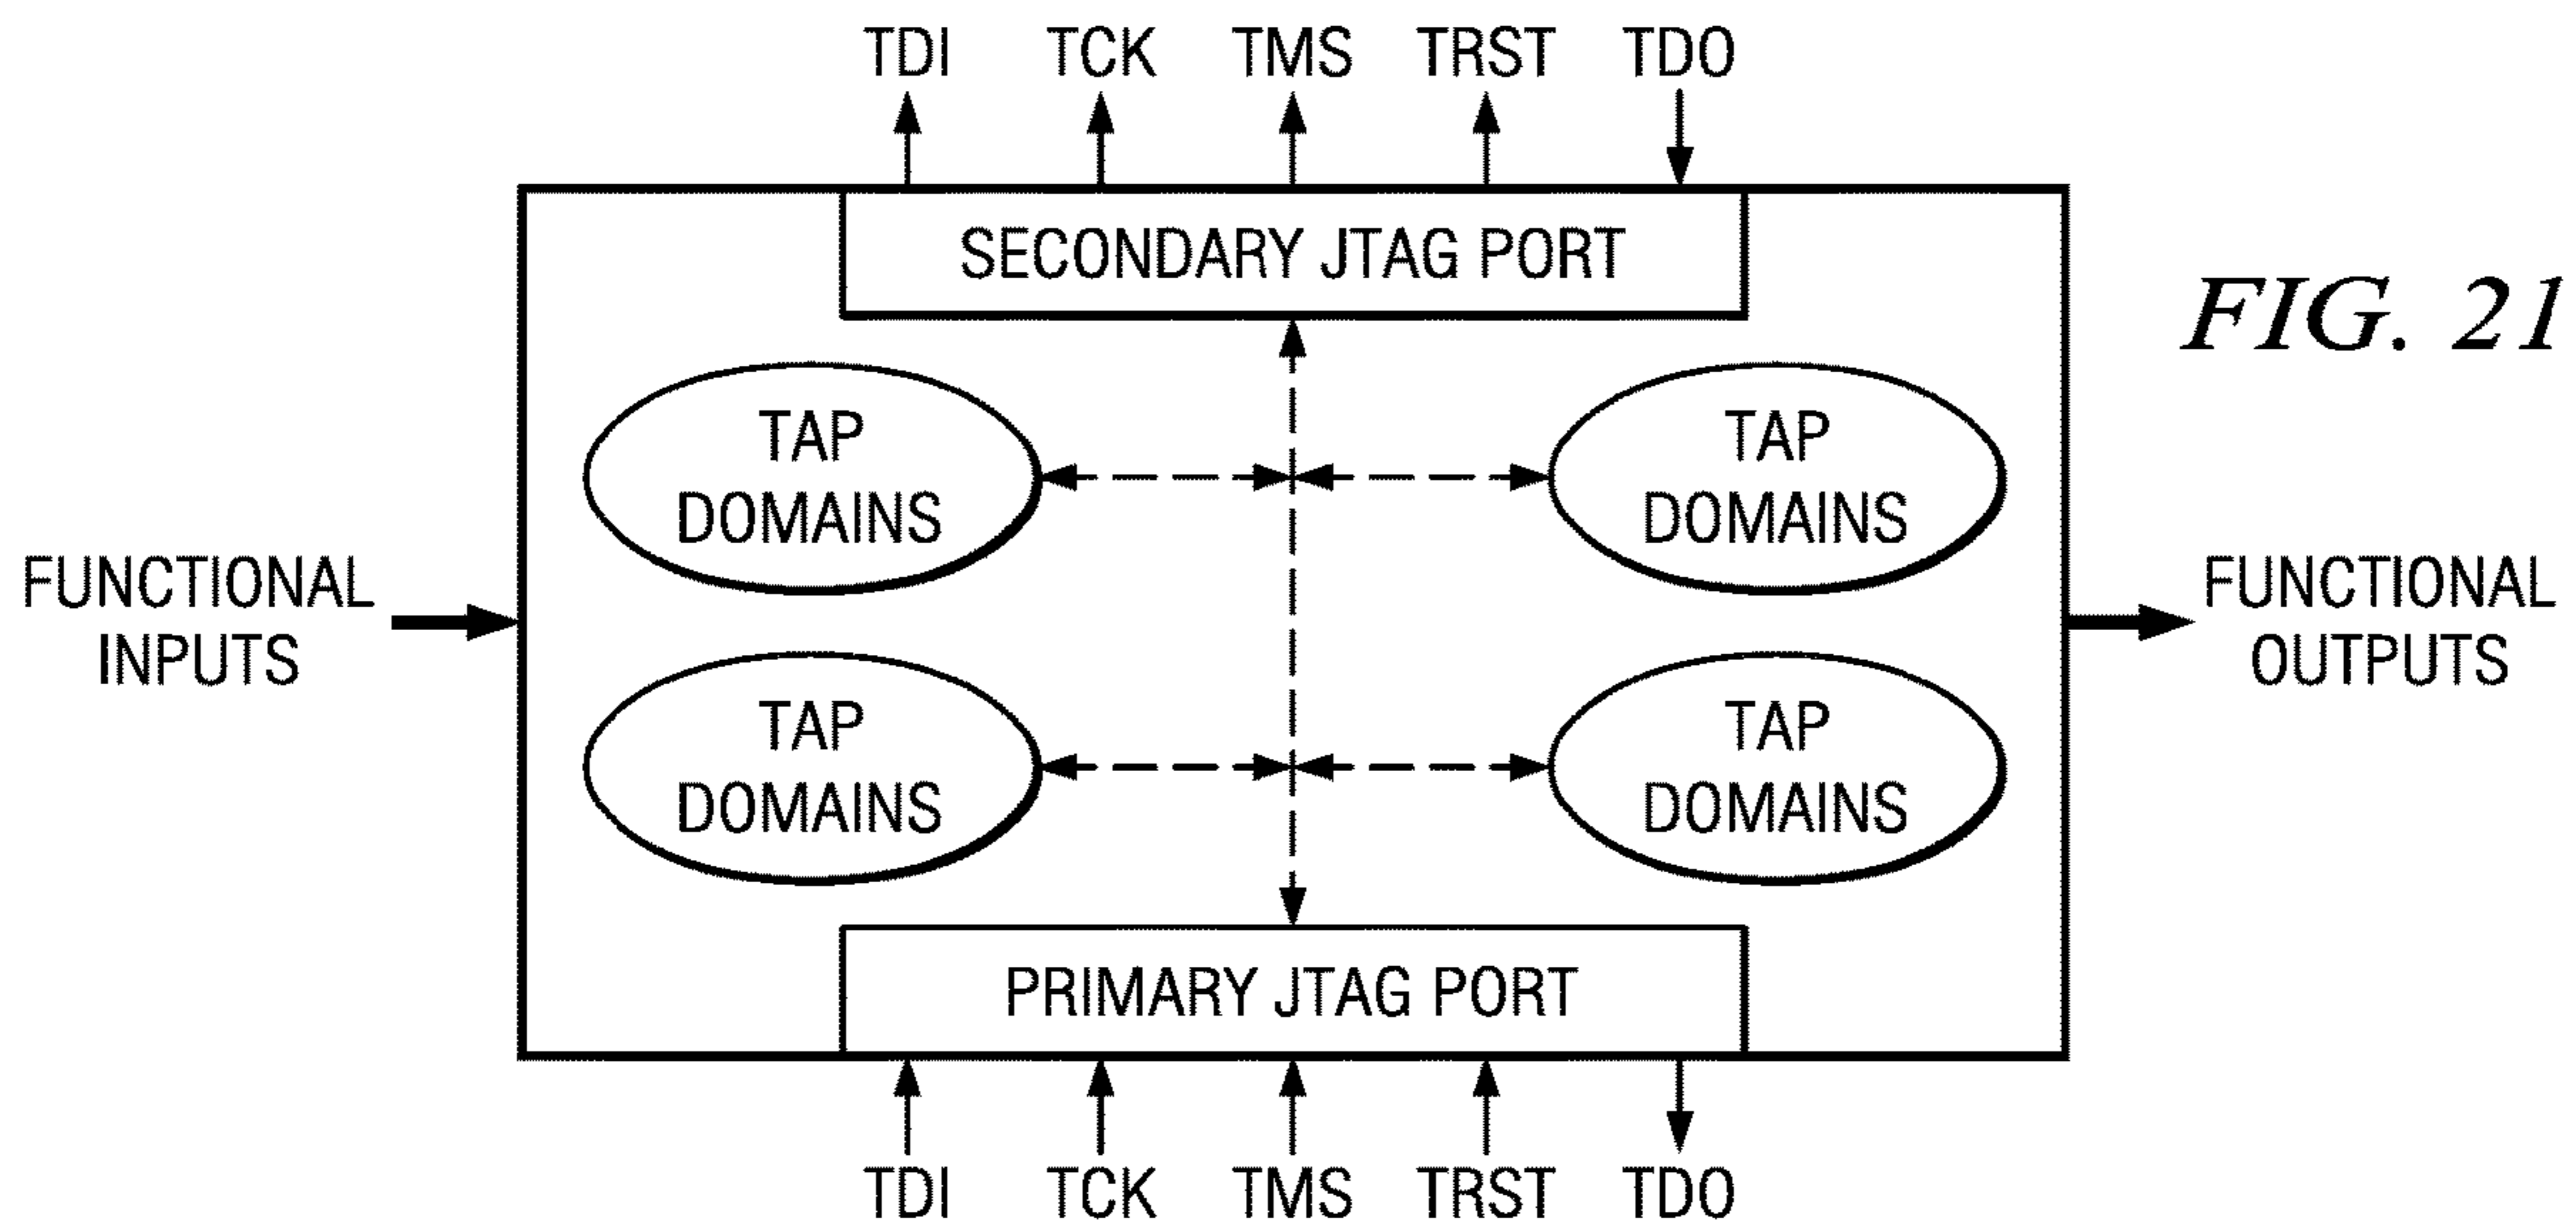 TDI TCK TMS TRST TDO
SECONDARY JTAG PORT
FIG. 21
TAP
DOMAINS
TAP
DOMAINS
FUNCTIONAL
INPUTS
FUNCTIONAL
OUTPUTS
TAP
DOMAINS
TAP
DOMAINS
PRIMARY JTAG PORT
TDI TCK TMS TRST TDO